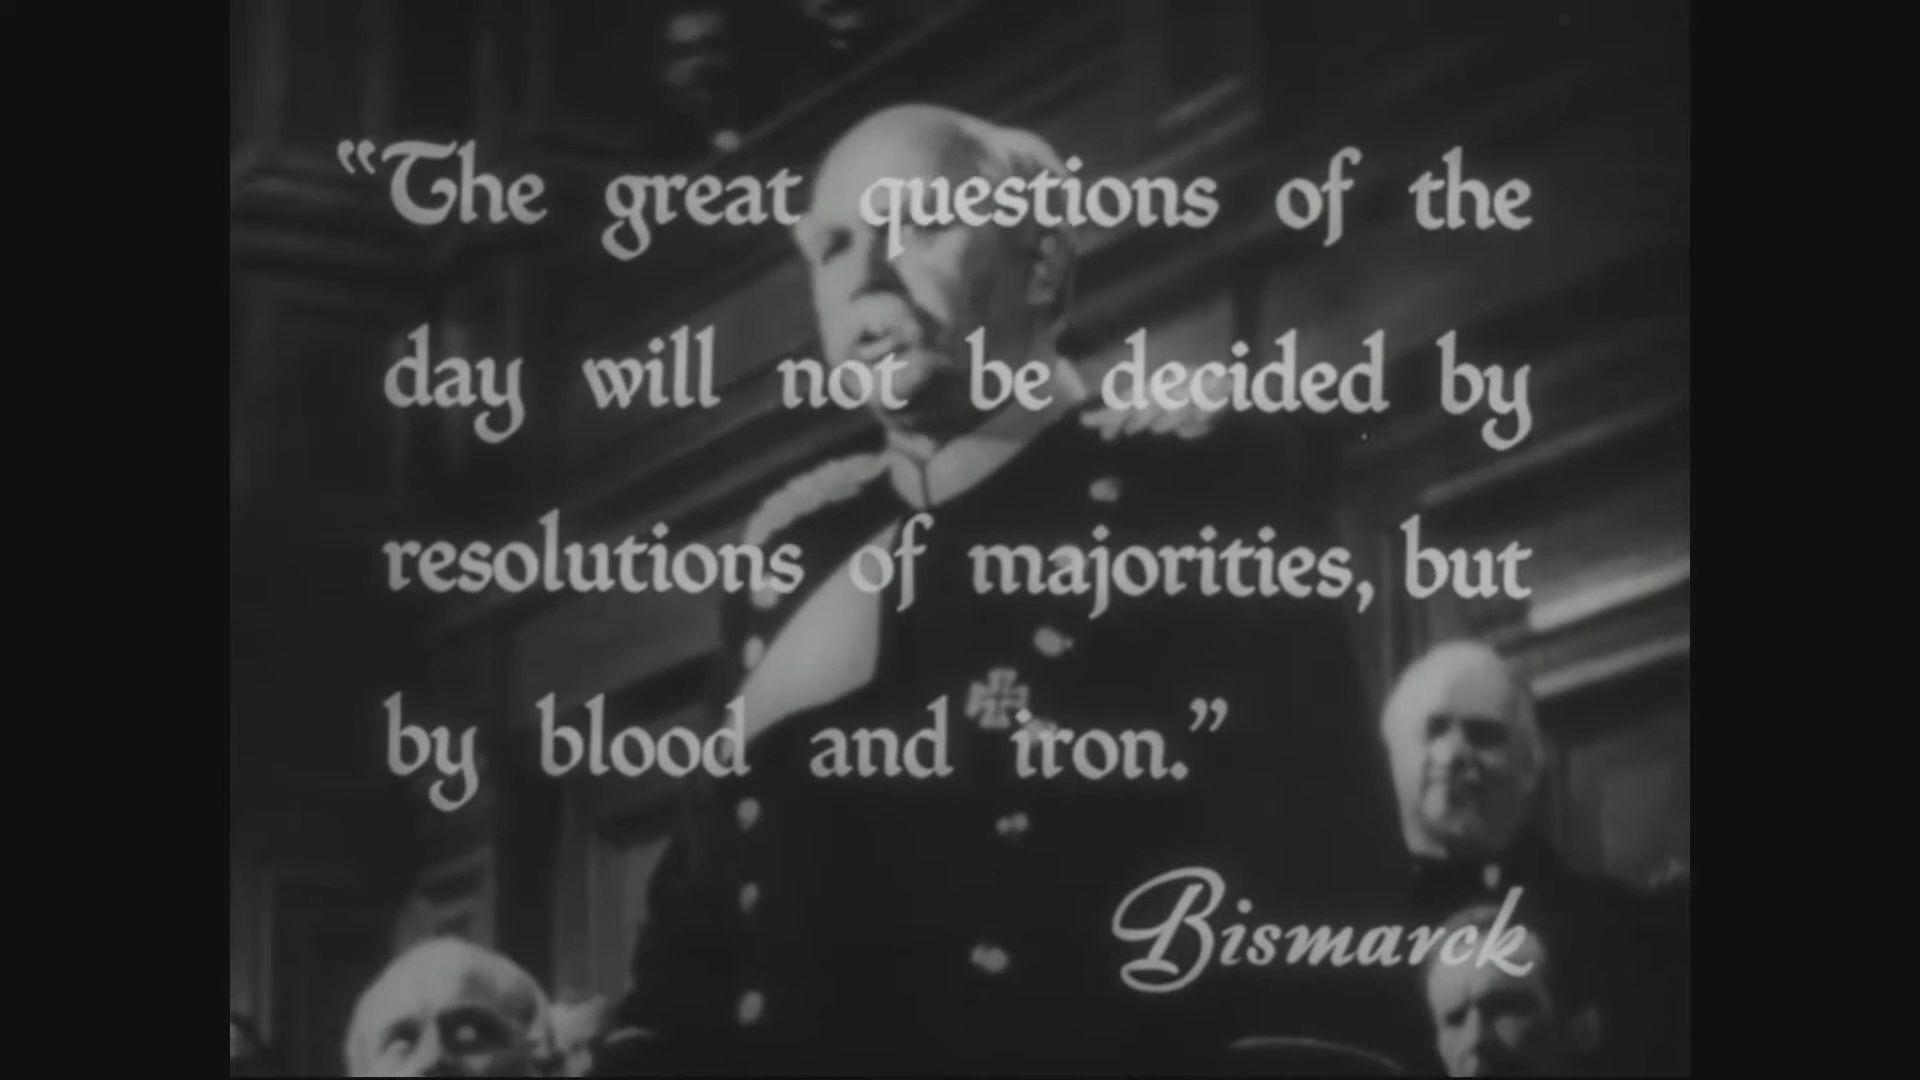 “The great questions of the
day will not be decided by
resolutions of majorities, but
by blood and iron.”
Bismarck